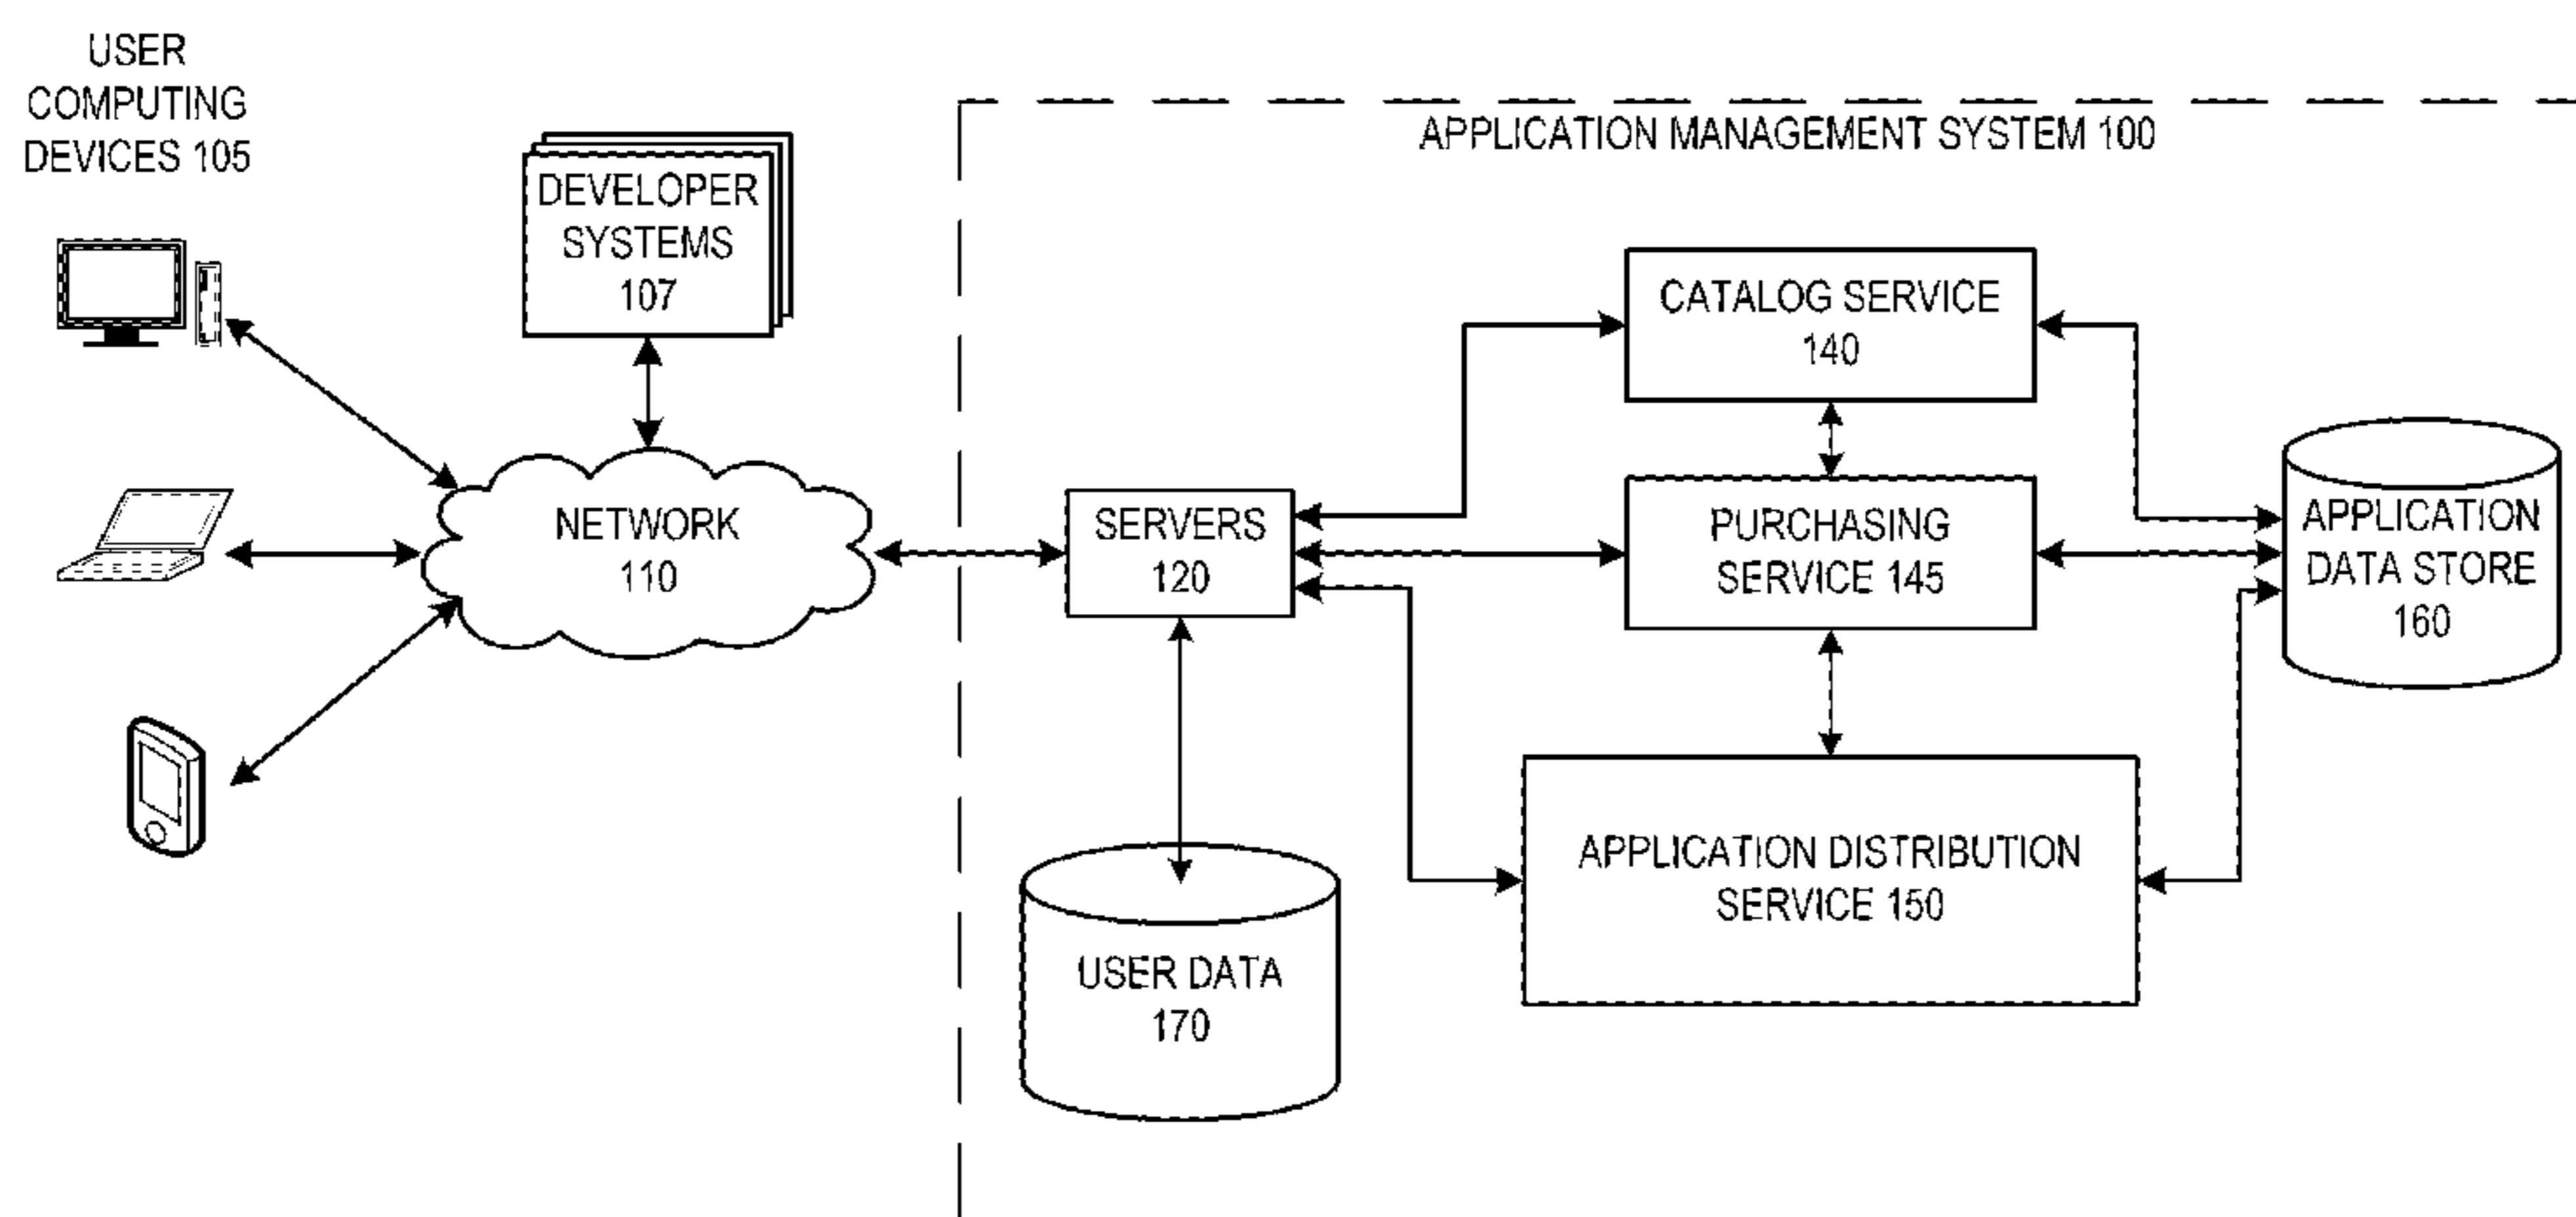 USER
COMPUTING
DEVICES 105
APPLICATION MANAGEMENT SYSTEM 100
DEVELOPER
SYSTEMS
107
CATALOG SERVICE
140
NETWORK
110
SERVERS
120
PURCHASING
SERVICE 145
APPLICATION
DATA STORE
160
APPLICATION DISTRIBUTION
SERVICE 150
USER DATA
170